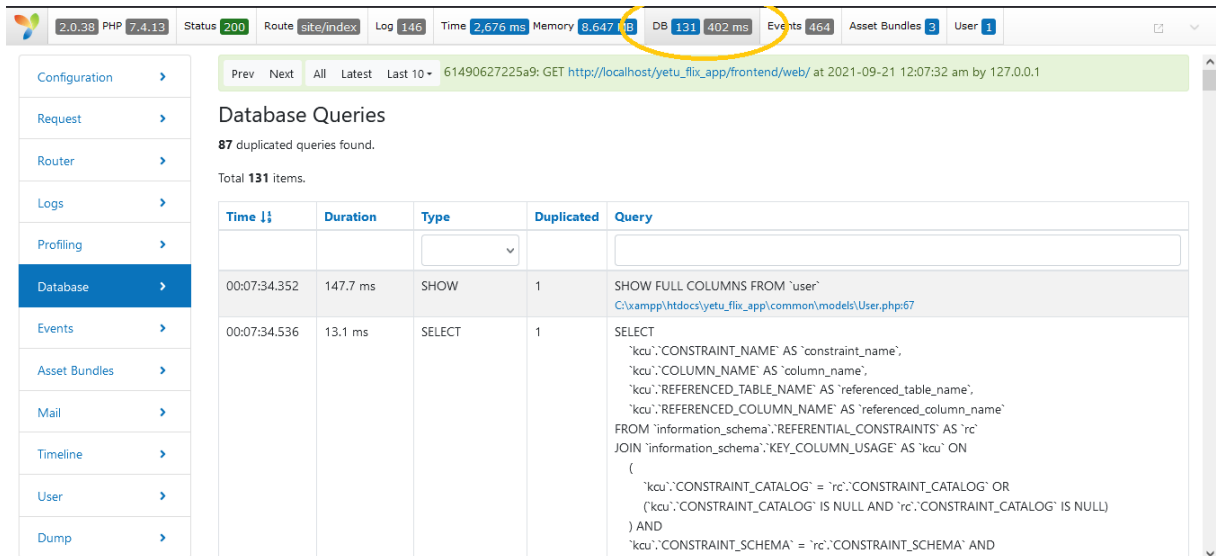 2.0.38 PHP 7.4.13 Status 200 Route site/index Log 146 Time 2,676 ms Memory 8.647 MB DB 131 402 ms Events 464 Asset Bundles 3 User 1
Prev Next All Latest Last 10 61490627225a9: GET http://localhost/yetu_flix_app/frontend/web/ at 2021-09-21 12:07:32 am by 127.0.0.1
Configuration
Request
Router
Logs
Profiling
Database
Events
Asset Bundles
Mail
Timeline
User
Dump
Database Queries
87 duplicated queries found.
Total 131 items.
Time Duration Type Duplicated Query
00:07:34.352 147.7 ms SHOW 1 SHOW FULL COLUMNS FROM `user`
C:\xampp\htdocs\yetu_flix_app\common\models\User.php:67
00:07:34.536 13.1 ms SELECT 1 SELECT
`kcu`.`CONSTRAINT_NAME` AS `constraint_name`,
`kcu`.`COLUMN_NAME` AS `column_name`,
`kcu`.`REFERENCED_TABLE_NAME` AS `referenced_table_name`,
`kcu`.`REFERENCED_COLUMN_NAME` AS `referenced_column_name`
FROM `information_schema`.`REFERENTIAL_CONSTRAINTS` AS `rc`
JOIN `information_schema`.`KEY_COLUMN_USAGE` AS `kcu` ON
(
`kcu`.`CONSTRAINT_CATALOG` = `rc`.`CONSTRAINT_CATALOG` OR
(`kcu`.`CONSTRAINT_CATALOG` IS NULL AND `rc`.`CONSTRAINT_CATALOG` IS NULL)
) AND
`kcu`.`CONSTRAINT_SCHEMA` = `rc`.`CONSTRAINT_SCHEMA` AND